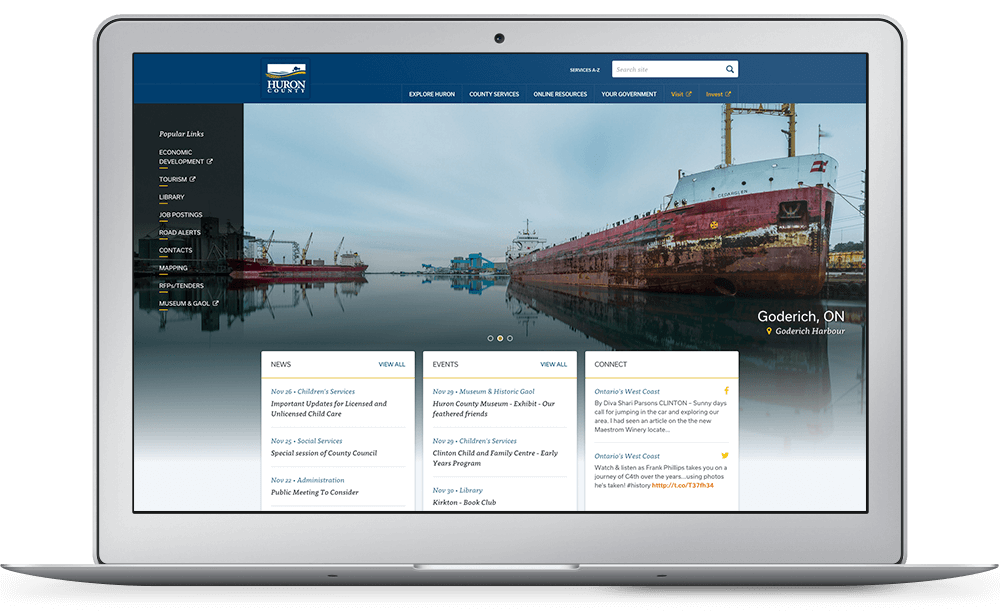 HURON
COUNTY
SERVICES A-Z
Search site
EXPLORE HURON
COUNTY SERVICES
ONLINE RESOURCES
YOUR GOVERNMENT
Visit
Invest
Popular Links
ECONOMIC
DEVELOPMENT
TOURISM
LIBRARY
JOB POSTINGS
ROAD ALERTS
CONTACTS
MAPPING
RFPs/TENDERS
MUSEUM & GAOL
CEDARGLEN
Goderich, ON
Goderich Harbour
NEWS
VIEW ALL
Nov 26 • Children's Services
Important Updates for Licensed and
Unlicensed Child Care
Nov 25 • Social Services
Special session of County Council
Nov 22 • Administration
Public Meeting To Consider
EVENTS
VIEW ALL
Nov 29 • Museum & Historic Gaol
Huron County Museum - Exhibit - Our
feathered friends
Nov 29 • Children's Services
Clinton Child and Family Centre - Early
Years Program
Nov 30 • Library
Kirkton - Book Club
CONNECT
Ontario's West Coast
By Diva Shari Parsons CLINTON - Sunny days
call for jumping in the car and exploring our
area. I had seen an article on the the new
Maestrom Winery locate...
Ontario's West Coast
Watch & listen as Frank Phillips takes you on a
journey of G4th over the years...using photos
he's taken! #history htttp://t.co/T37fh34